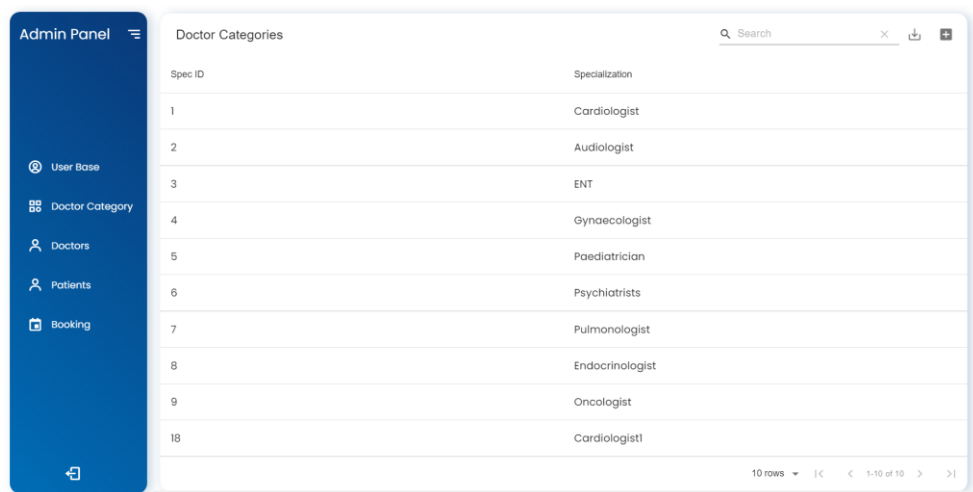 Admin Panel
User Base
Doctor Category
Doctors
Patients
Booking
Doctor Categories
Search
Spec ID Specialization
1 Cardiologist
2 Audiologist
3 ENT
4 Gynaecologist
5 Paediatrician
6 Psychiatrists
7 Pulmonologist
8 Endocrinologist
9 Oncologist
18 Cardiologist1
10 rows 1-10 of 10